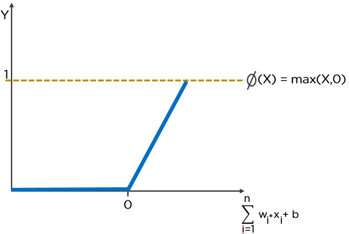 Y
1
ϕ(X) = max(X,0)
0
n
∑ wᵢ*xᵢ + b
i=1